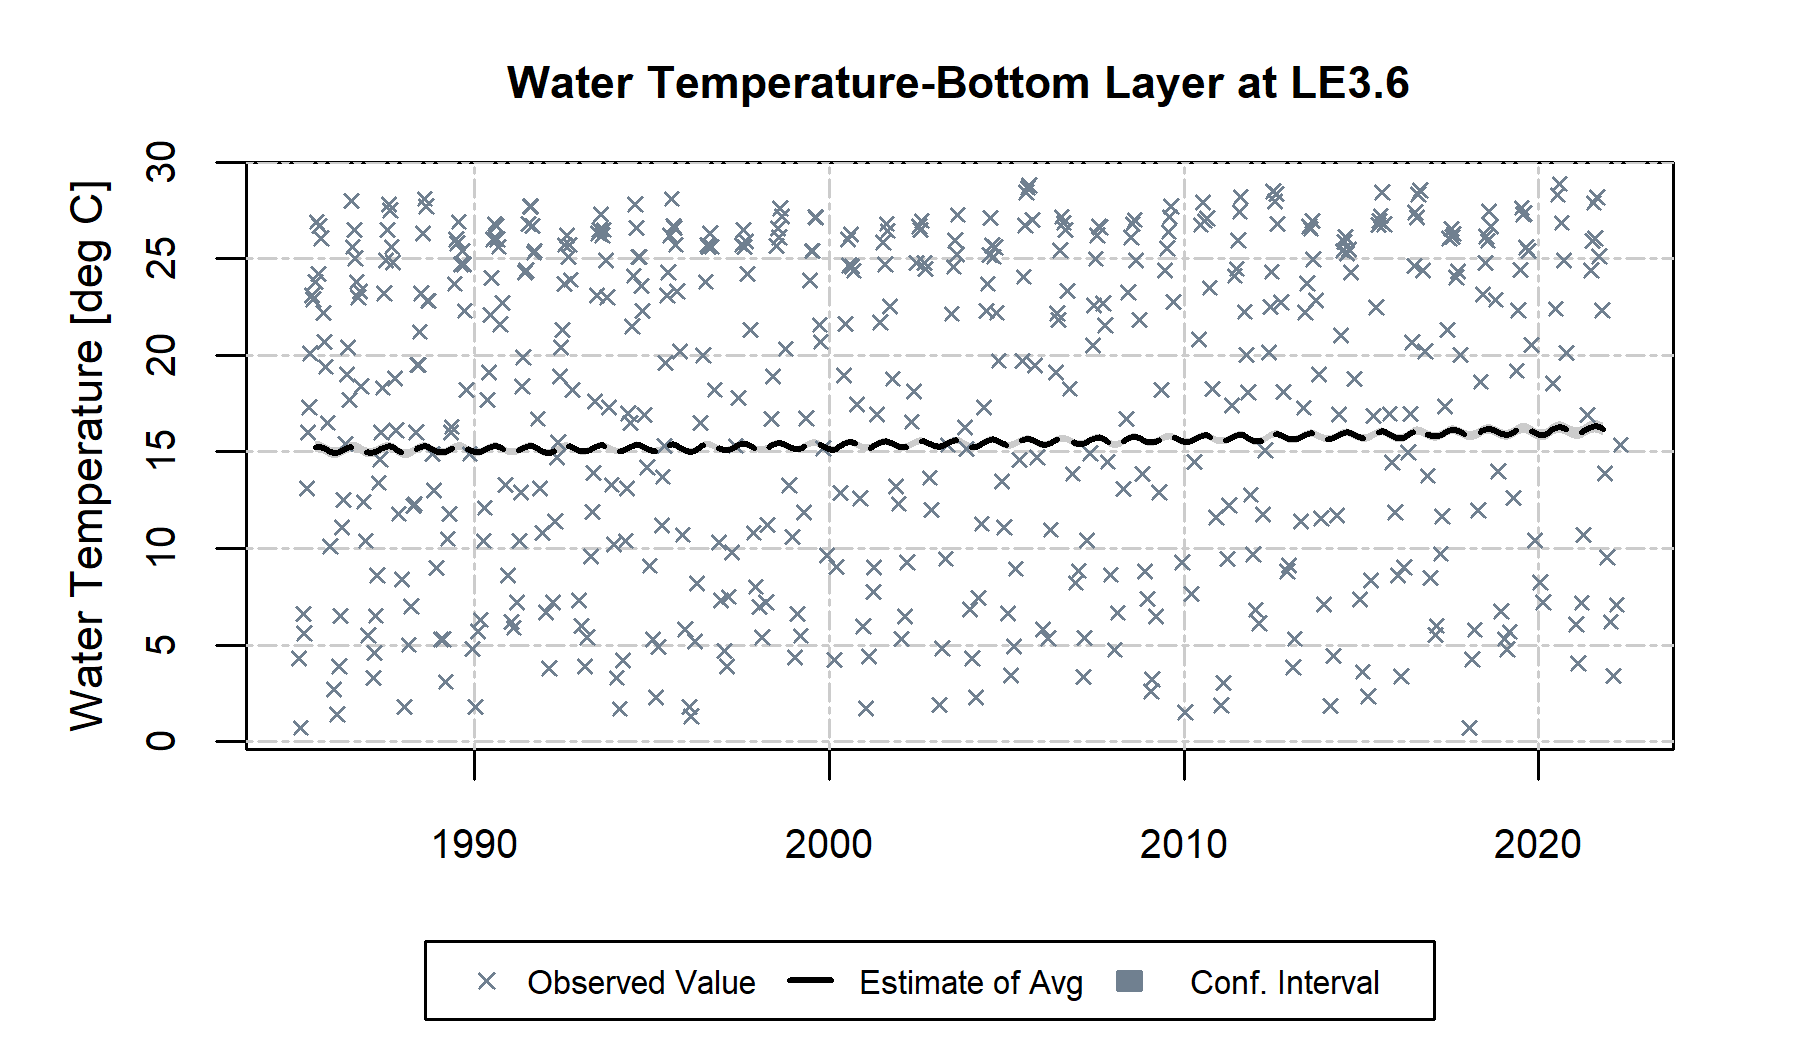 Water Temperature-Bottom Layer at LE3.6
Water Temperature [deg C]
30
25
20
15
10
5
0
1990 2000 2010 2020
Observed Value Estimate of Avg Conf. Interval